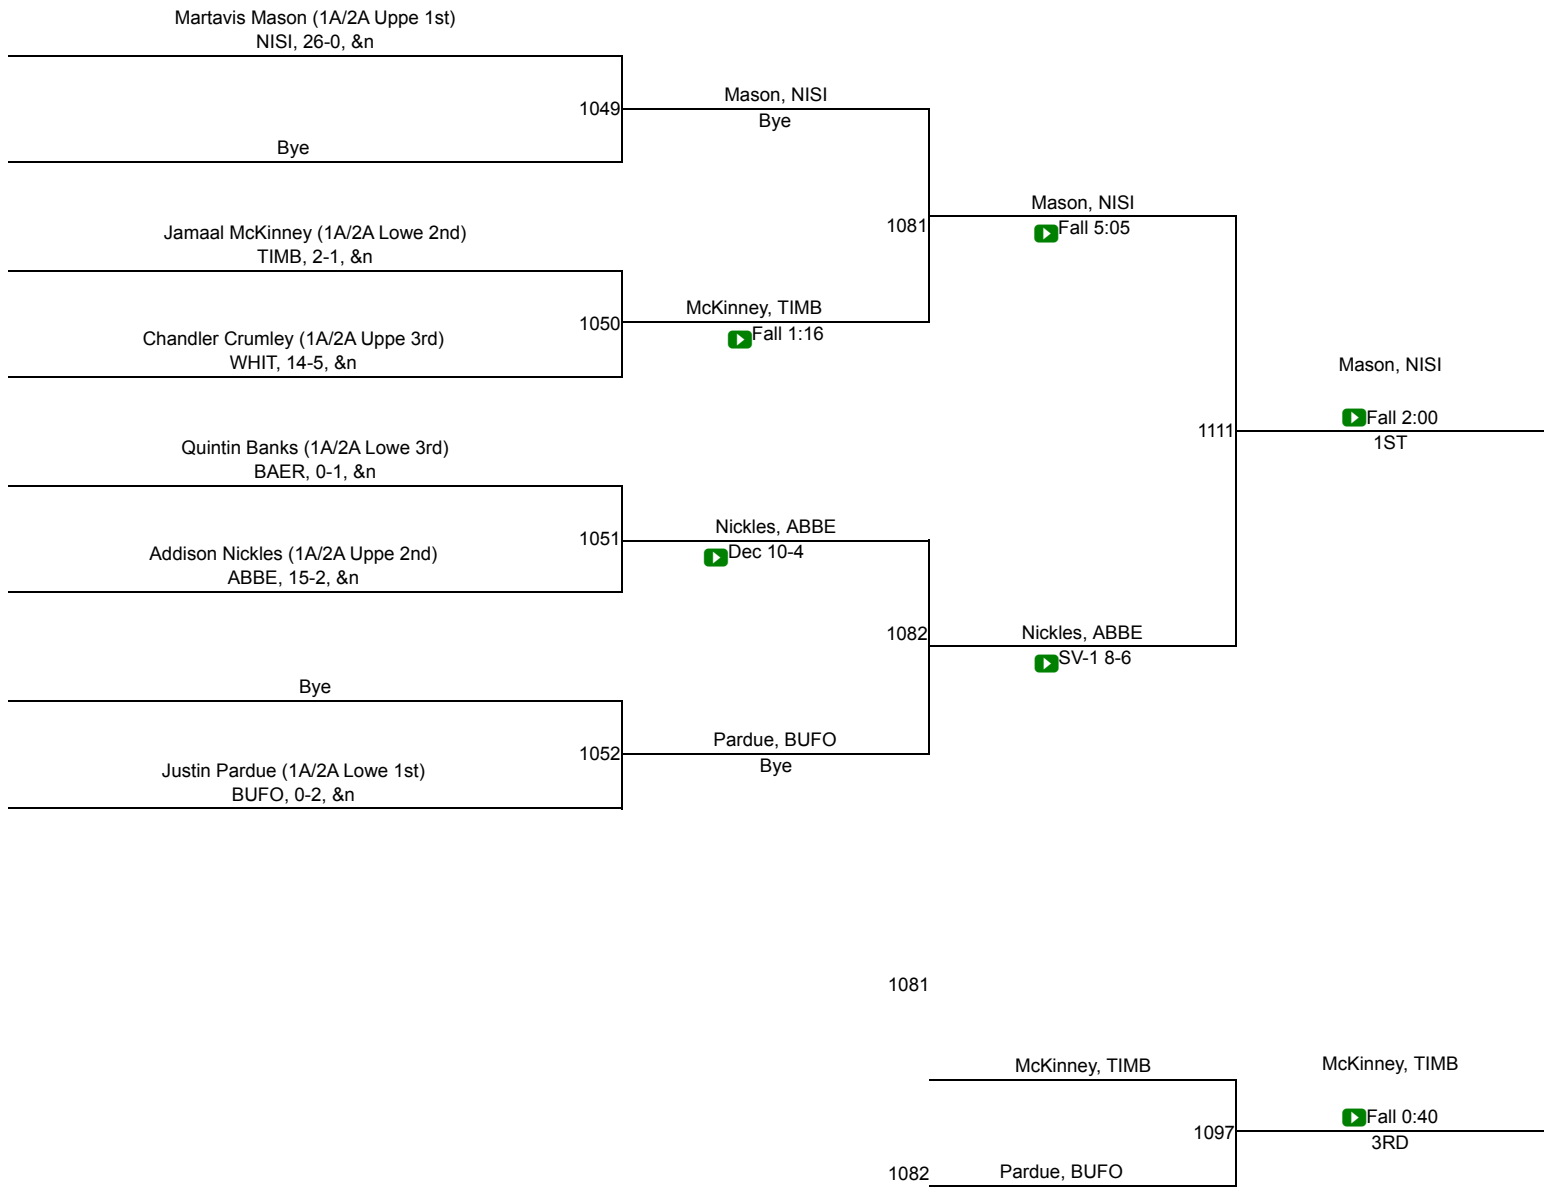 Martavis Mason (1A/2A Uppe 1st)
NISI, 26-0, &n
1049
Mason, NISI
Bye
Bye
Jamaal McKinney (1A/2A Lowe 2nd)
TIMB, 2-1, &n
1050
McKinney, TIMB
Fall 1:16
Chandler Crumley (1A/2A Uppe 3rd)
WHIT, 14-5, &n
1081
Mason, NISI
Fall 5:05
Quintin Banks (1A/2A Lowe 3rd)
BAER, 0-1, &n
1051
Nickles, ABBE
Dec 10-4
Addison Nickles (1A/2A Uppe 2nd)
ABBE, 15-2, &n
1082
Nickles, ABBE
SV-1 8-6
Bye
1052
Pardue, BUFO
Bye
Justin Pardue (1A/2A Lowe 1st)
BUFO, 0-2, &n
1111
Mason, NISI
Fall 2:00
1ST
1081
McKinney, TIMB
1097
McKinney, TIMB
Fall 0:40
3RD
1082
Pardue, BUFO